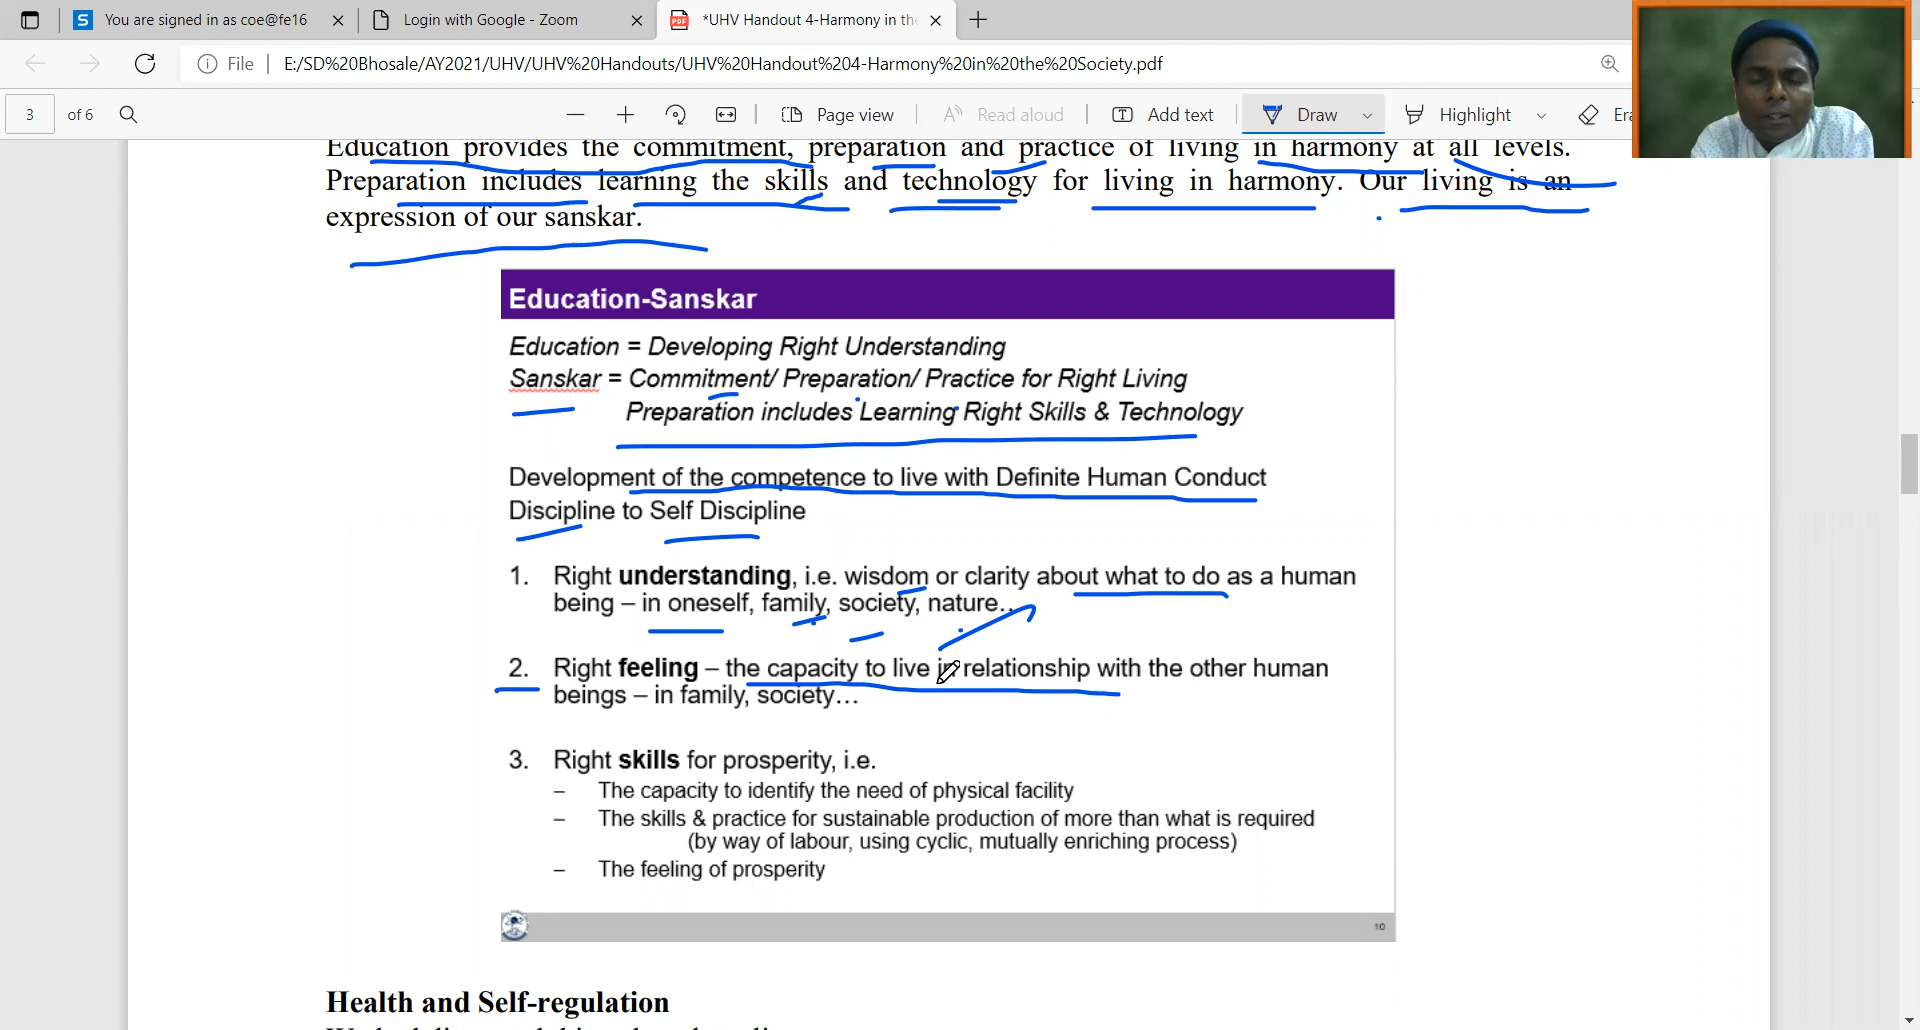 You are signed in as coe@fe16
Login with Google - Zoom
*UHV Handout 4-Harmony in the
File
E:/SD%20Bhosale/AY2021/UHV/UHV%20Handouts/UHV%20Handout%204-Harmony%20in%20the%20Society.pdf
3 of 6
Page view
Read aloud
Add text
Draw
Highlight
Education provides the commitment, preparation and practice of living in harmony at all levels.
Preparation includes learning the skills and technology for living in harmony. Our living is an
expression of our sanskar.
Education-Sanskar
Education = Developing Right Understanding
Sanskar = Commitment/ Preparation/ Practice for Right Living
Preparation includes Learning Right Skills & Technology
Development of the competence to live with Definite Human Conduct
Discipline to Self Discipline
1. Right understanding, i.e. wisdom or clarity about what to do as a human
being – in oneself, family, society, nature..
2. Right feeling – the capacity to live in relationship with the other human
beings – in family, society…
3. Right skills for prosperity, i.e.
– The capacity to identify the need of physical facility
– The skills & practice for sustainable production of more than what is required
(by way of labour, using cyclic, mutually enriching process)
– The feeling of prosperity
10
Health and Self-regulation